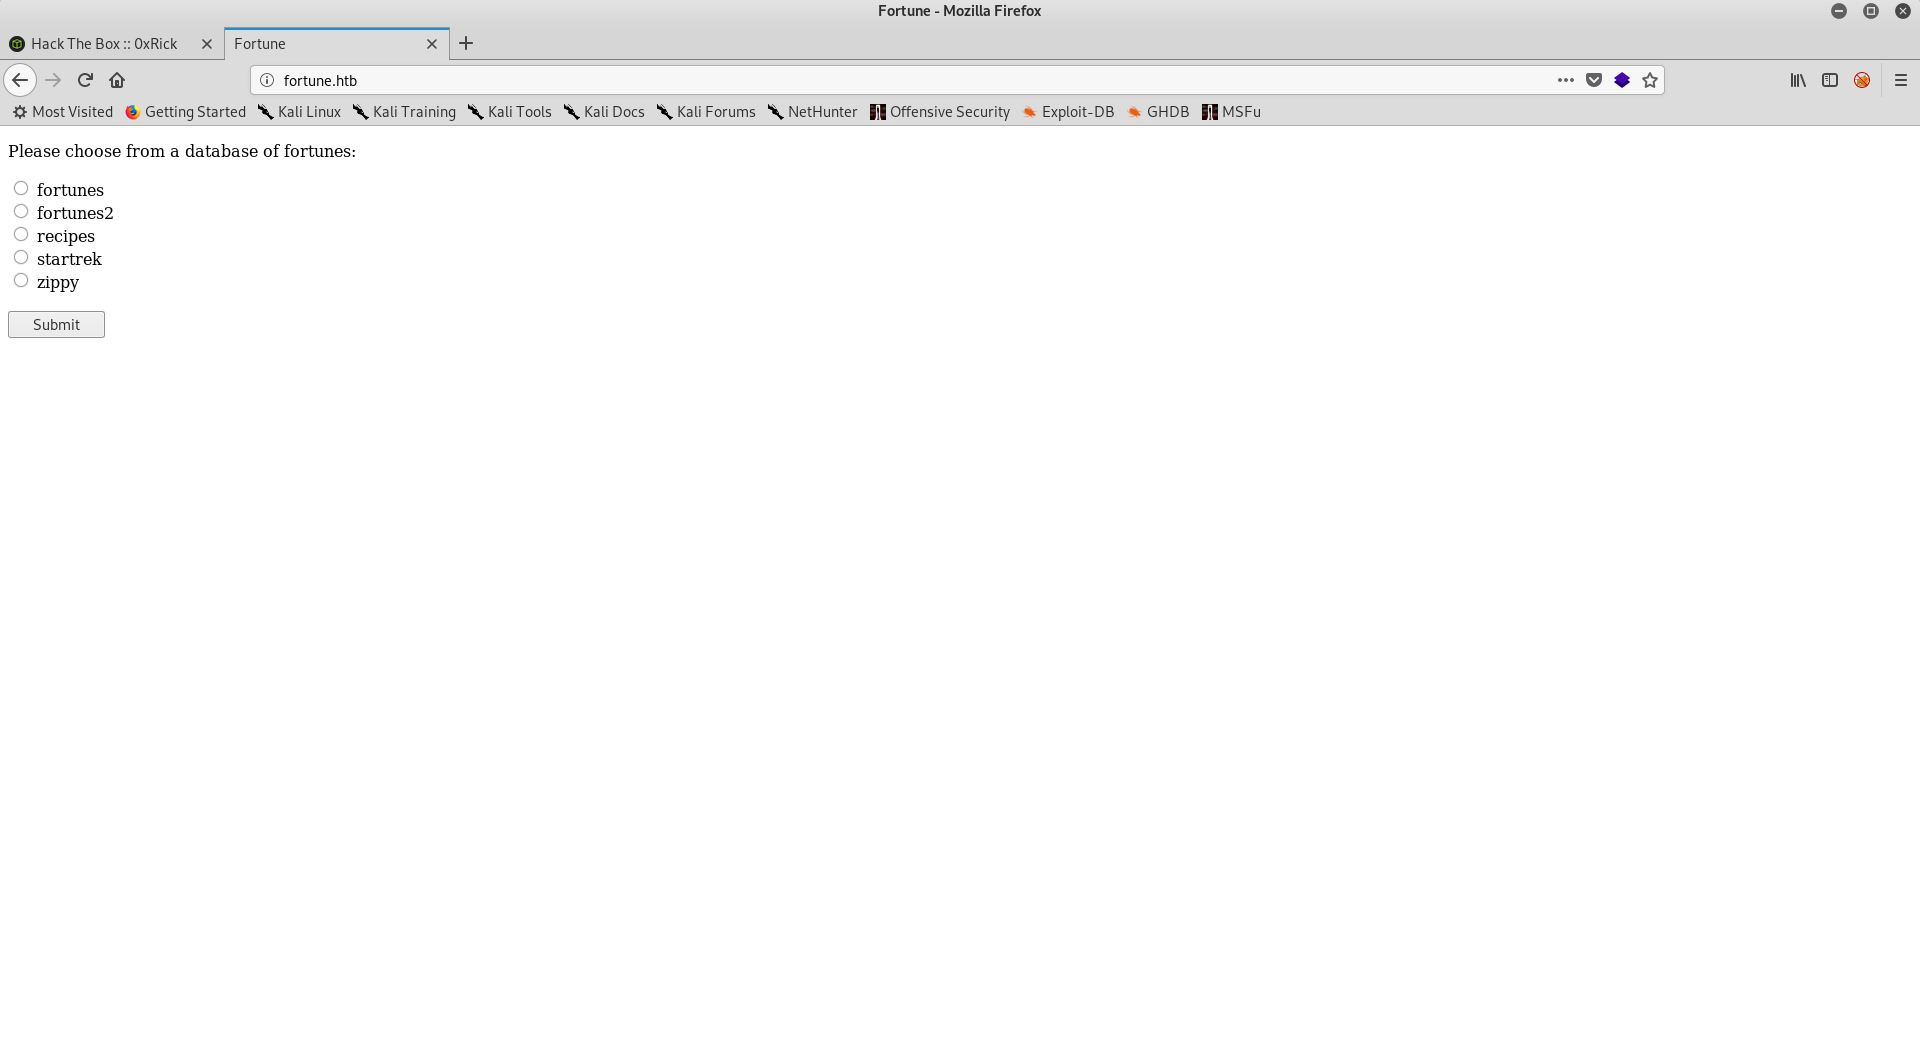 Fortune - Mozilla Firefox
Hack The Box :: 0xRick
Fortune
fortune.htb
Most Visited Getting Started Kali Linux Kali Training Kali Tools Kali Docs Kali Forums NetHunter Offensive Security Exploit-DB GHDB MSFu
Please choose from a database of fortunes:
fortunes
fortunes2
recipes
startrek
zippy
Submit